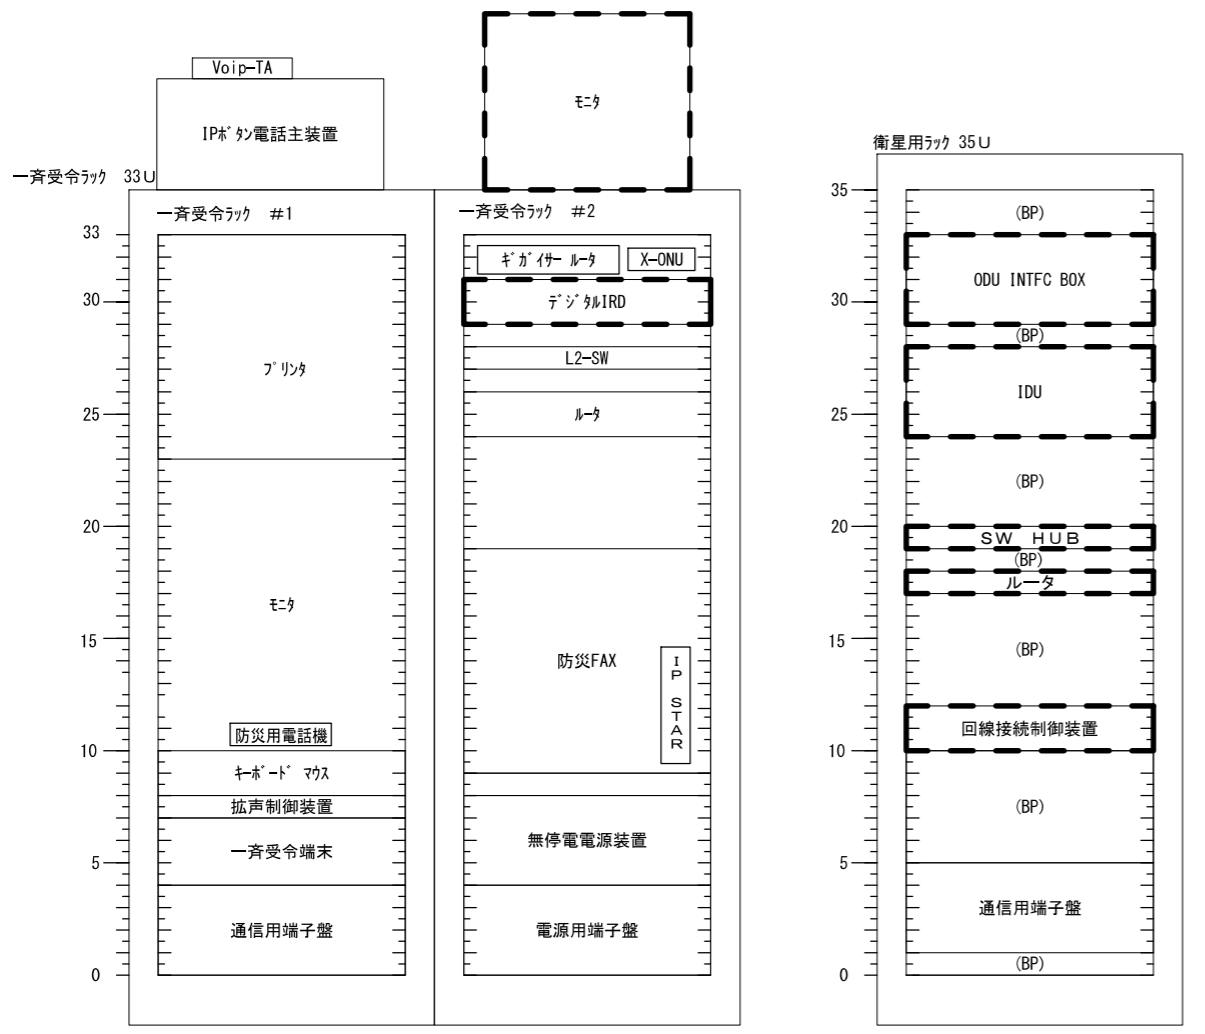 Voip-TA
IPﾎﾞﾀﾝ電話主装置
ﾓﾆﾀ
一斉受令ﾗｯｸ 33U
一斉受令ﾗｯｸ #1
33
30
25
20
15
10
5
0
ﾌﾟﾘﾝﾀ
ﾓﾆﾀ
防災用電話機
ｷｰﾎﾞｰﾄﾞ ﾏｳｽ
拡声制御装置
一斉受令端末
通信用端子盤
一斉受令ﾗｯｸ #2
ｷﾞｶﾞｲｻｰ ﾙｰﾀ
X-ONU
ﾃﾞｼﾞﾀﾙIRD
L2-SW
ﾙｰﾀ
防災FAX
IP STAR
無停電電源装置
電源用端子盤
衛星用ﾗｯｸ 35U
35
30
25
20
15
10
5
0
(BP)
ODU INTFC BOX
(BP)
IDU
(BP)
SW HUB
(BP)
ルータ
(BP)
回線接続制御装置
(BP)
通信用端子盤
(BP)